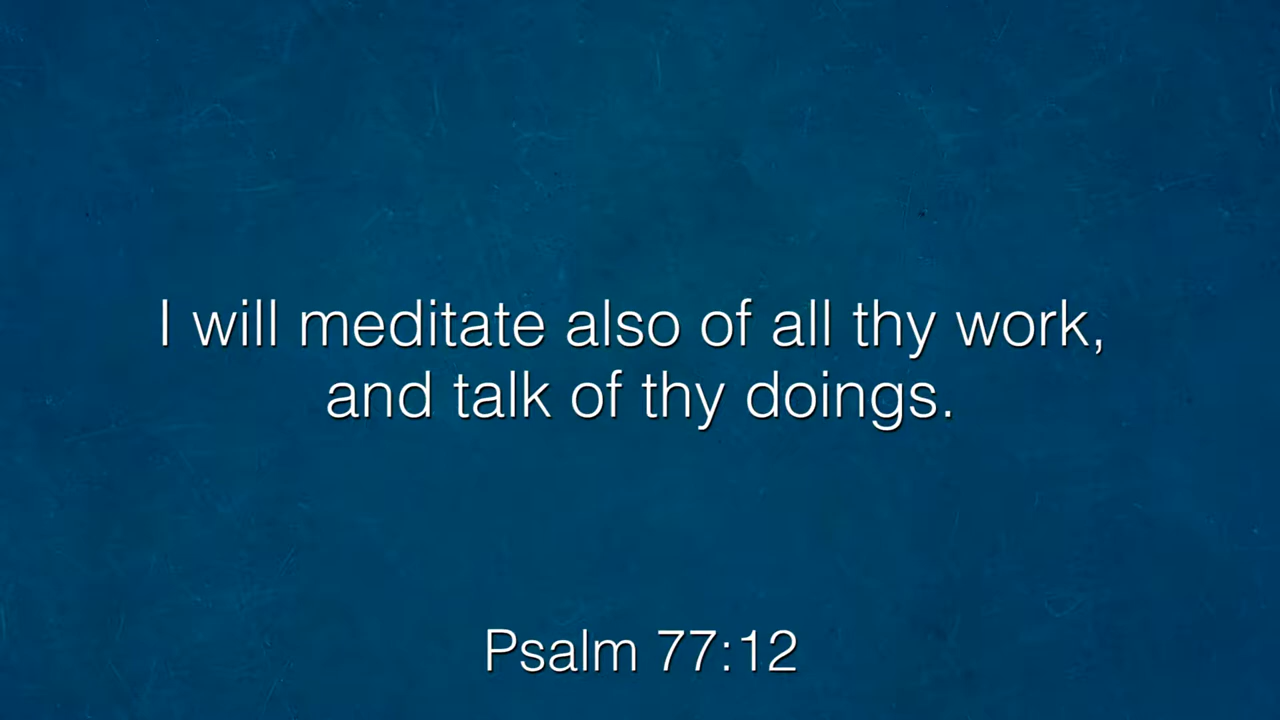 I will meditate also of all thy work,
and talk of thy doings.
Psalm 77:12